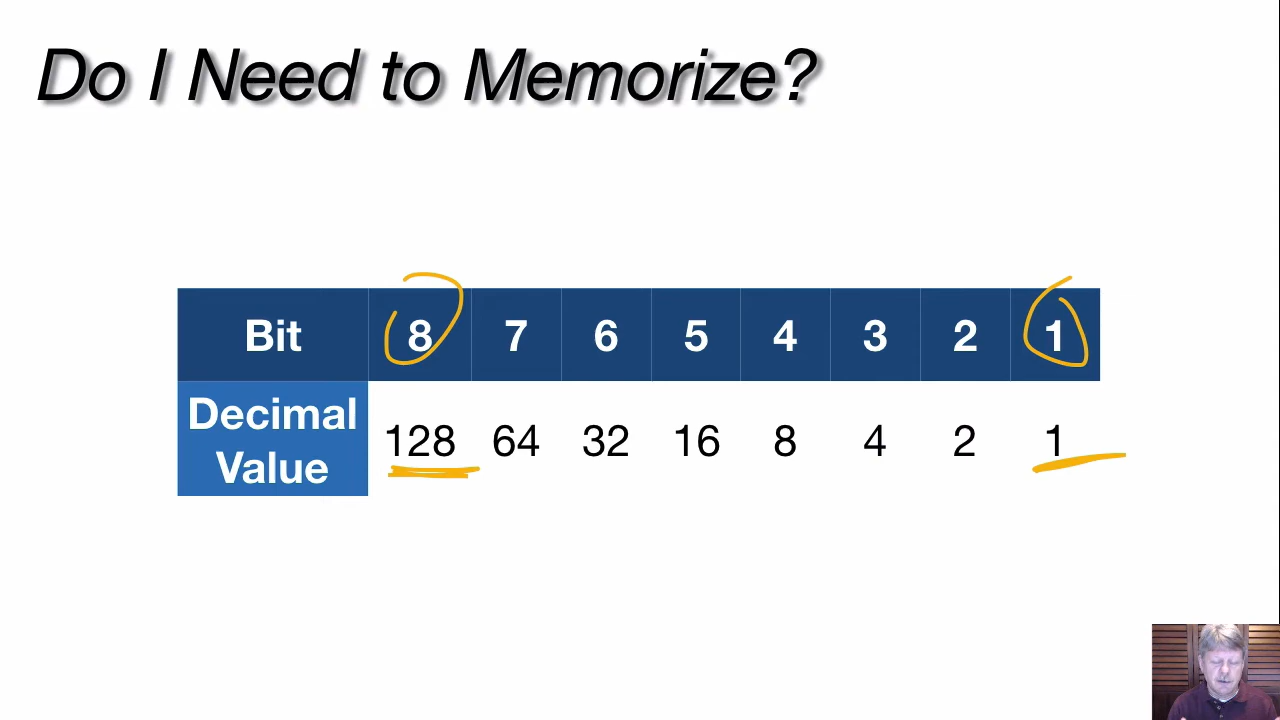 Do I Need to Memorize?
Bit 8 7 6 5 4 3 2 1
Decimal
Value 128 64 32 16 8 4 2 1